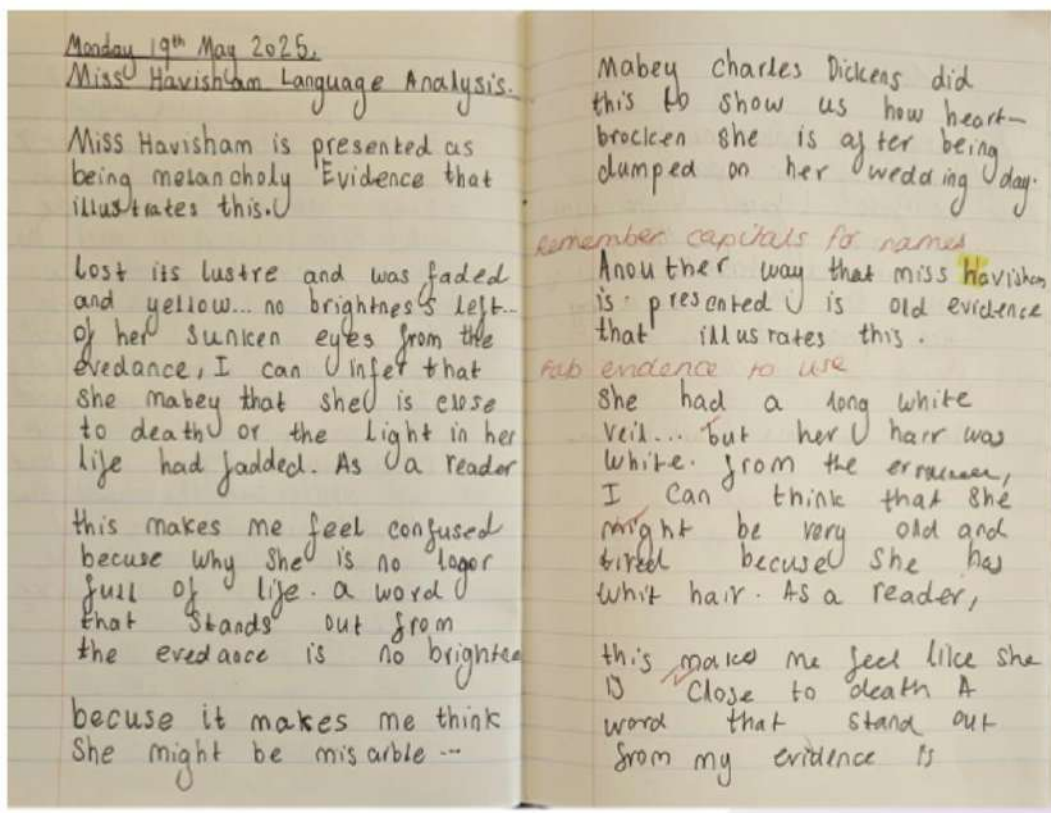 Monday 19th May 2025.
Miss Havisham Language Analysis.
Miss Havisham is presented as
being melancholy Evidence that
illustrates this.
Lost its lustre and was faded
and yellow... no brightness left...
of her sunken eyes from the
evedance, I can infer that
she mabey that she is close
to death or the light in her
life had fadded. As a reader
this makes me feel confused
becuse why she is no logor
full of life. a word
that stands out from
the evedance is no brightee
becuse it makes me think
she might be misarble ...
Mabey charles Dickens did
this to show us how heart-
brocken she is after being
dumped on her wedding day.
remember capitals for names
Anouther way that miss Havisham
is presented is old evidence
that illusrates this.
Fab evidence to use
She had a long white
veil... but her hair was
white. from the
I can think that she
might be very old and
tired becuse she has
whit hair. As a reader,
this makes me feel like she
is close to death A
word that stand out
from my evidence is